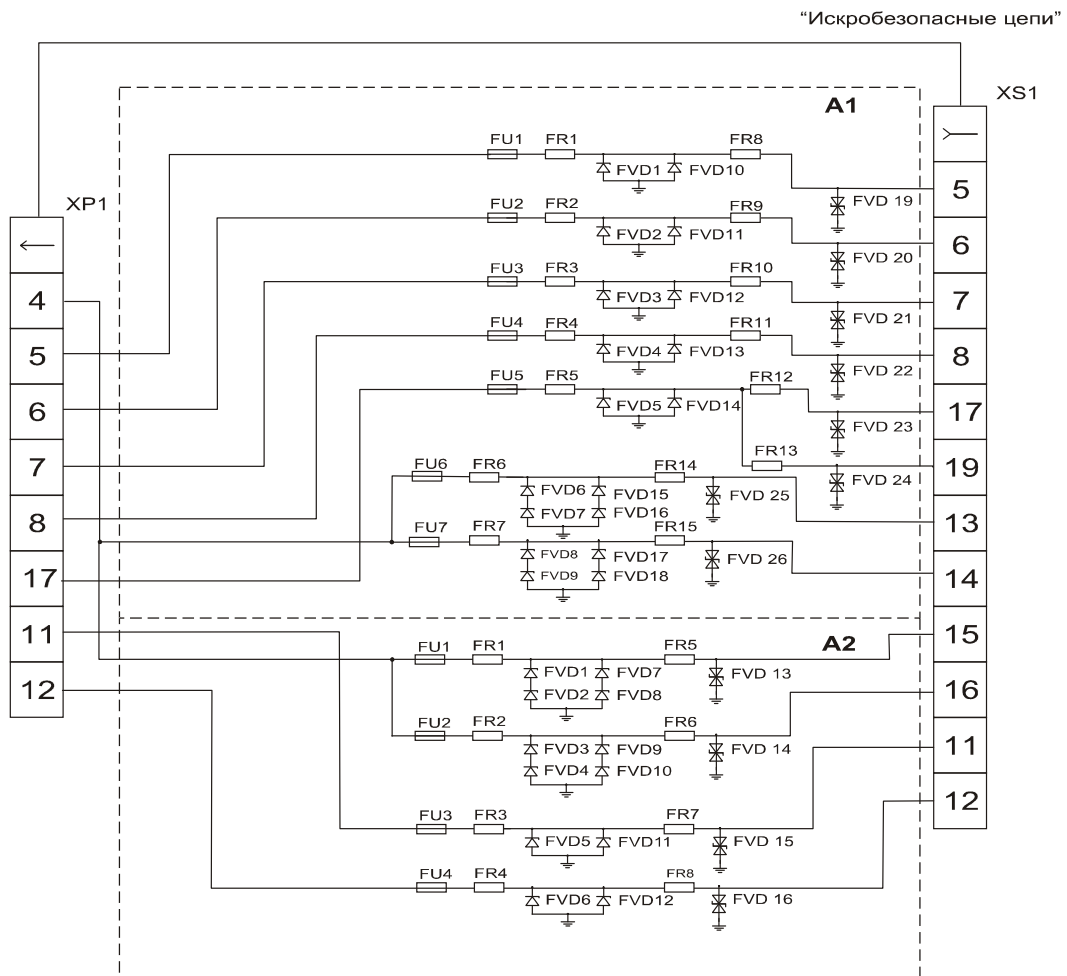 “Искробезопасные цепи”
A1
XS1
XP1
FU1 FR1 FR8
FVD1 FVD10
FVD 19
5
FU2 FR2 FR9
FVD2 FVD11
FVD 20
6
FU3 FR3 FR10
FVD3 FVD12
FVD 21
7
4
FU4 FR4 FR11
FVD4 FVD13
FVD 22
8
5
FU5 FR5 FR12
FVD5 FVD14
FVD 23
17
6
FR13
FVD 24
19
7
FU6 FR6 FR14
FVD6 FVD15 FVD 25
FVD7 FVD16
13
8
FU7 FR7 FR15
FVD8 FVD17 FVD 26
FVD9 FVD18
14
17
11
A2
15
FU1 FR1 FR5
FVD1 FVD7 FVD 13
FVD2 FVD8
12
16
FU2 FR2 FR6
FVD3 FVD9 FVD 14
FVD4 FVD10
11
12
FU3 FR3 FR7
FVD5 FVD11 FVD 15
FU4 FR4 FR8
FVD6 FVD12 FVD 16